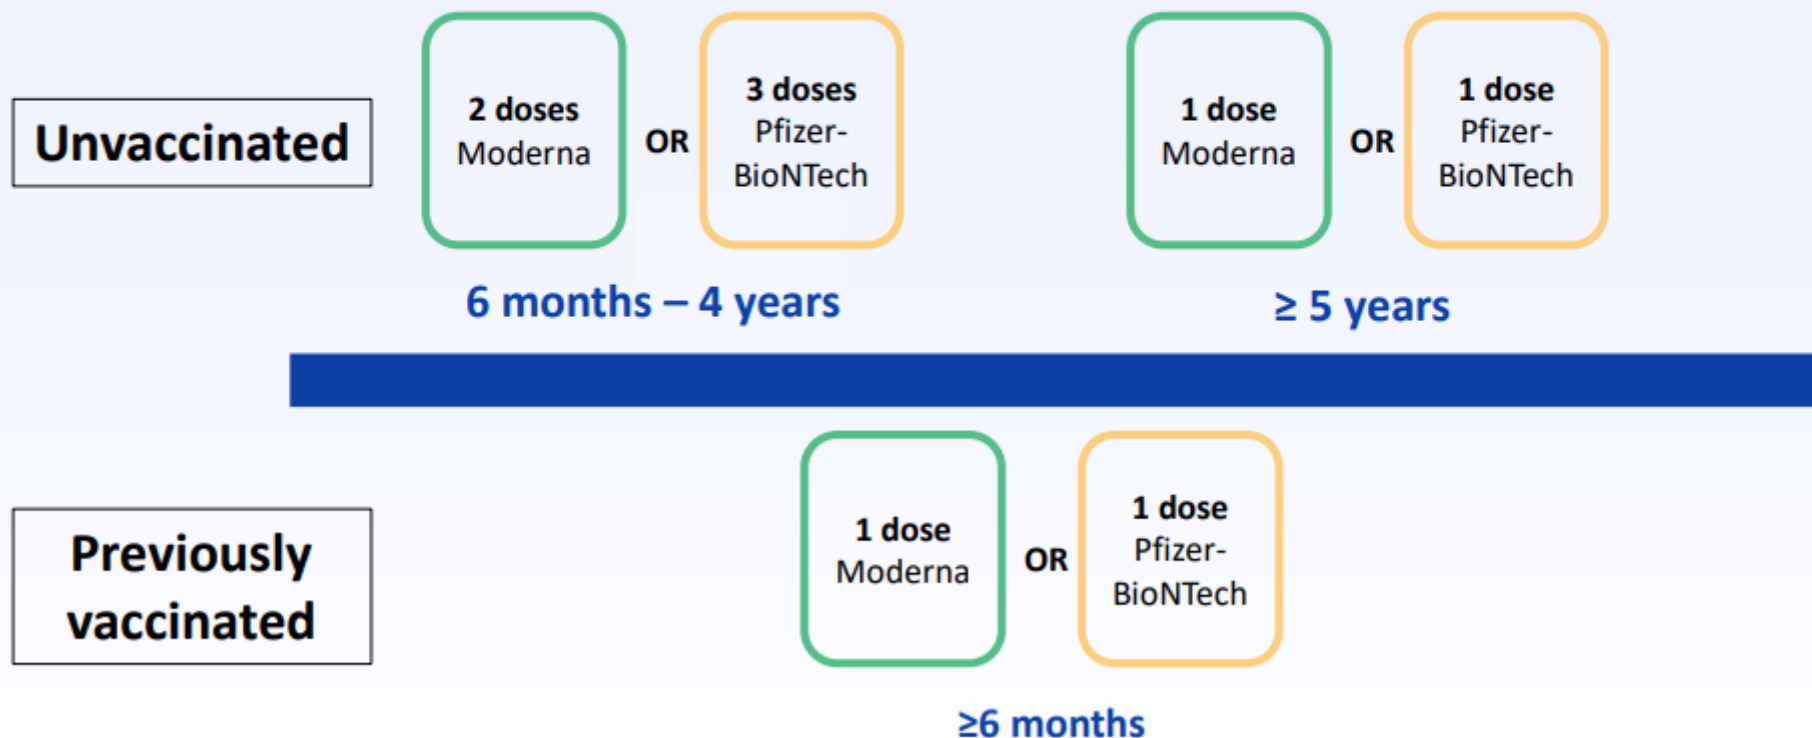 Unvaccinated
2 doses
Moderna
OR
3 doses
Pfizer-
BioNTech
1 dose
Moderna
OR
1 dose
Pfizer-
BioNTech
6 months – 4 years
≥ 5 years
Previously
vaccinated
1 dose
Moderna
OR
1 dose
Pfizer-
BioNTech
≥6 months